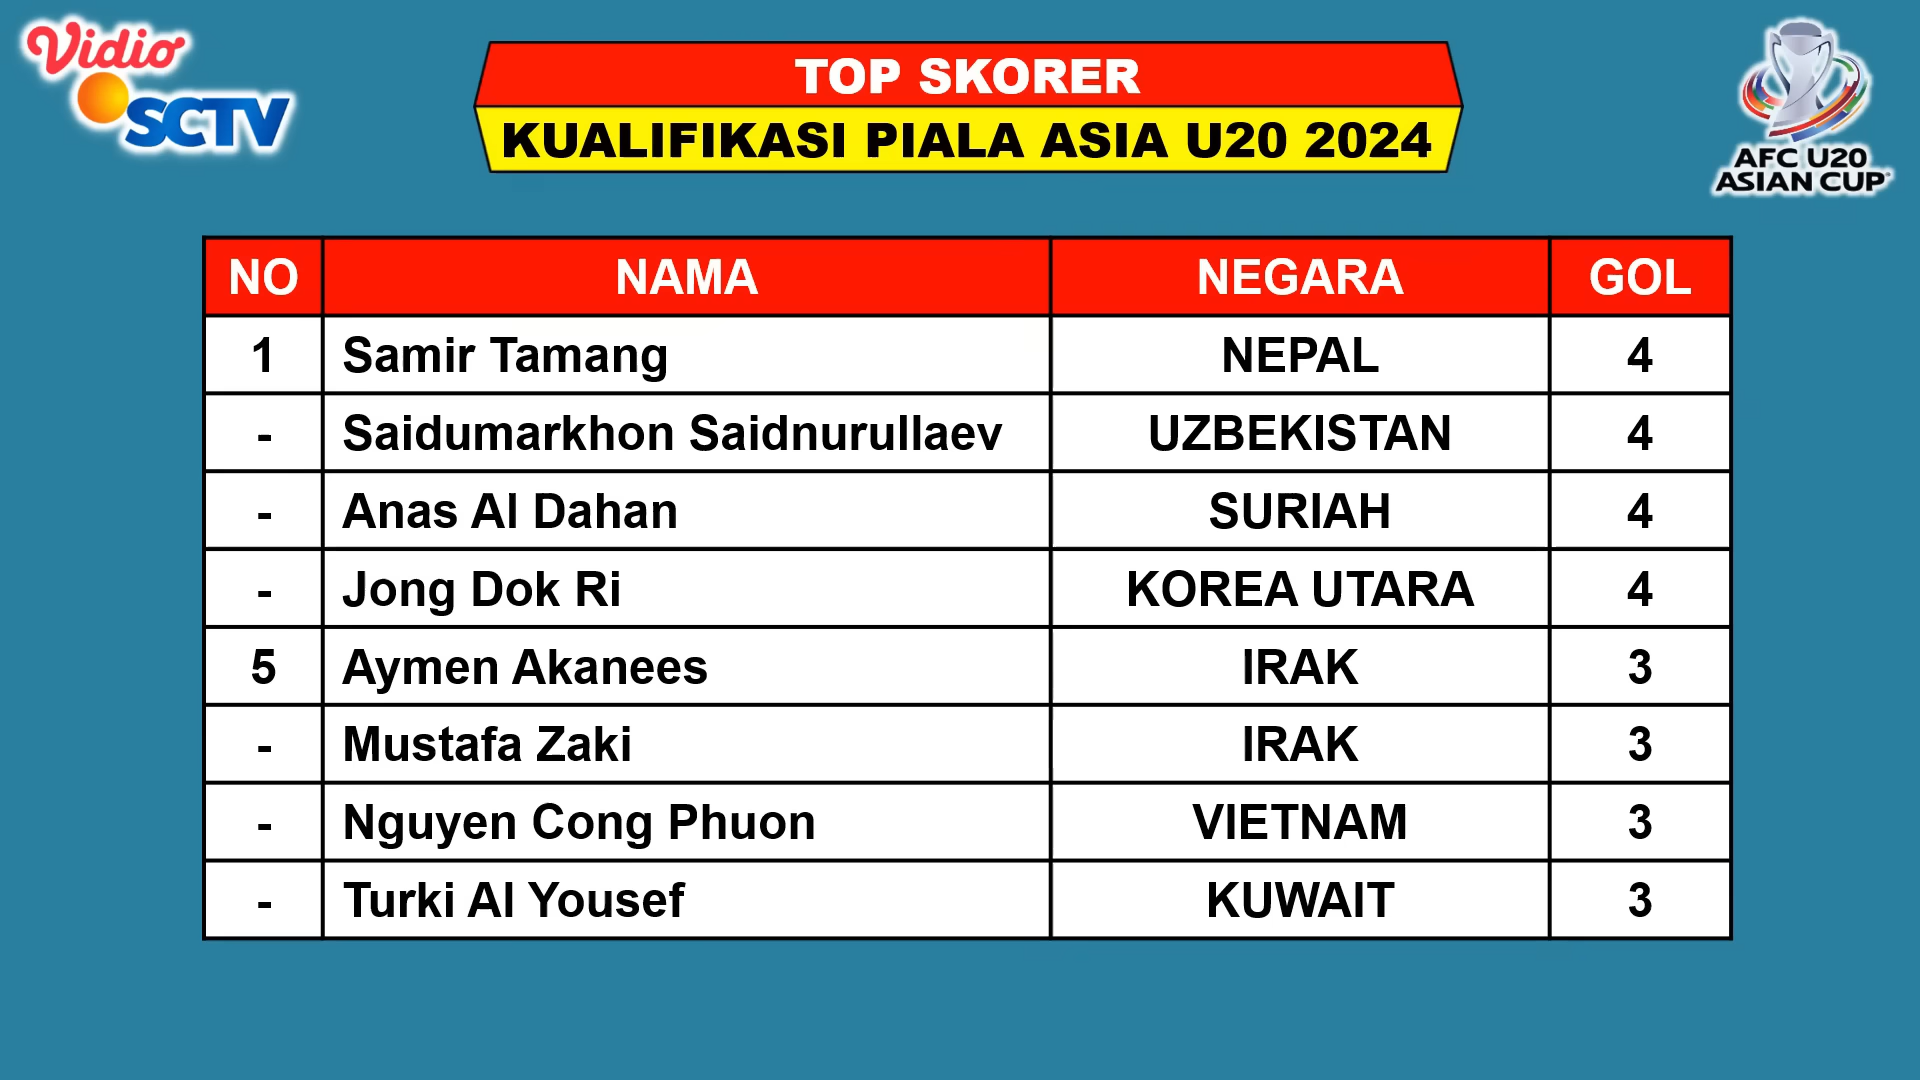 Vidio
SCTV
TOP SKORER
KUALIFIKASI PIALA ASIA U20 2024
AFC U20
ASIAN CUP
NO NAMA NEGARA GOL
1 Samir Tamang NEPAL 4
- Saidumarkhon Saidnurullaev UZBEKISTAN 4
- Anas Al Dahan SURIAH 4
- Jong Dok Ri KOREA UTARA 4
5 Aymen Akanees IRAK 3
- Mustafa Zaki IRAK 3
- Nguyen Cong Phuon VIETNAM 3
- Turki Al Yousef KUWAIT 3